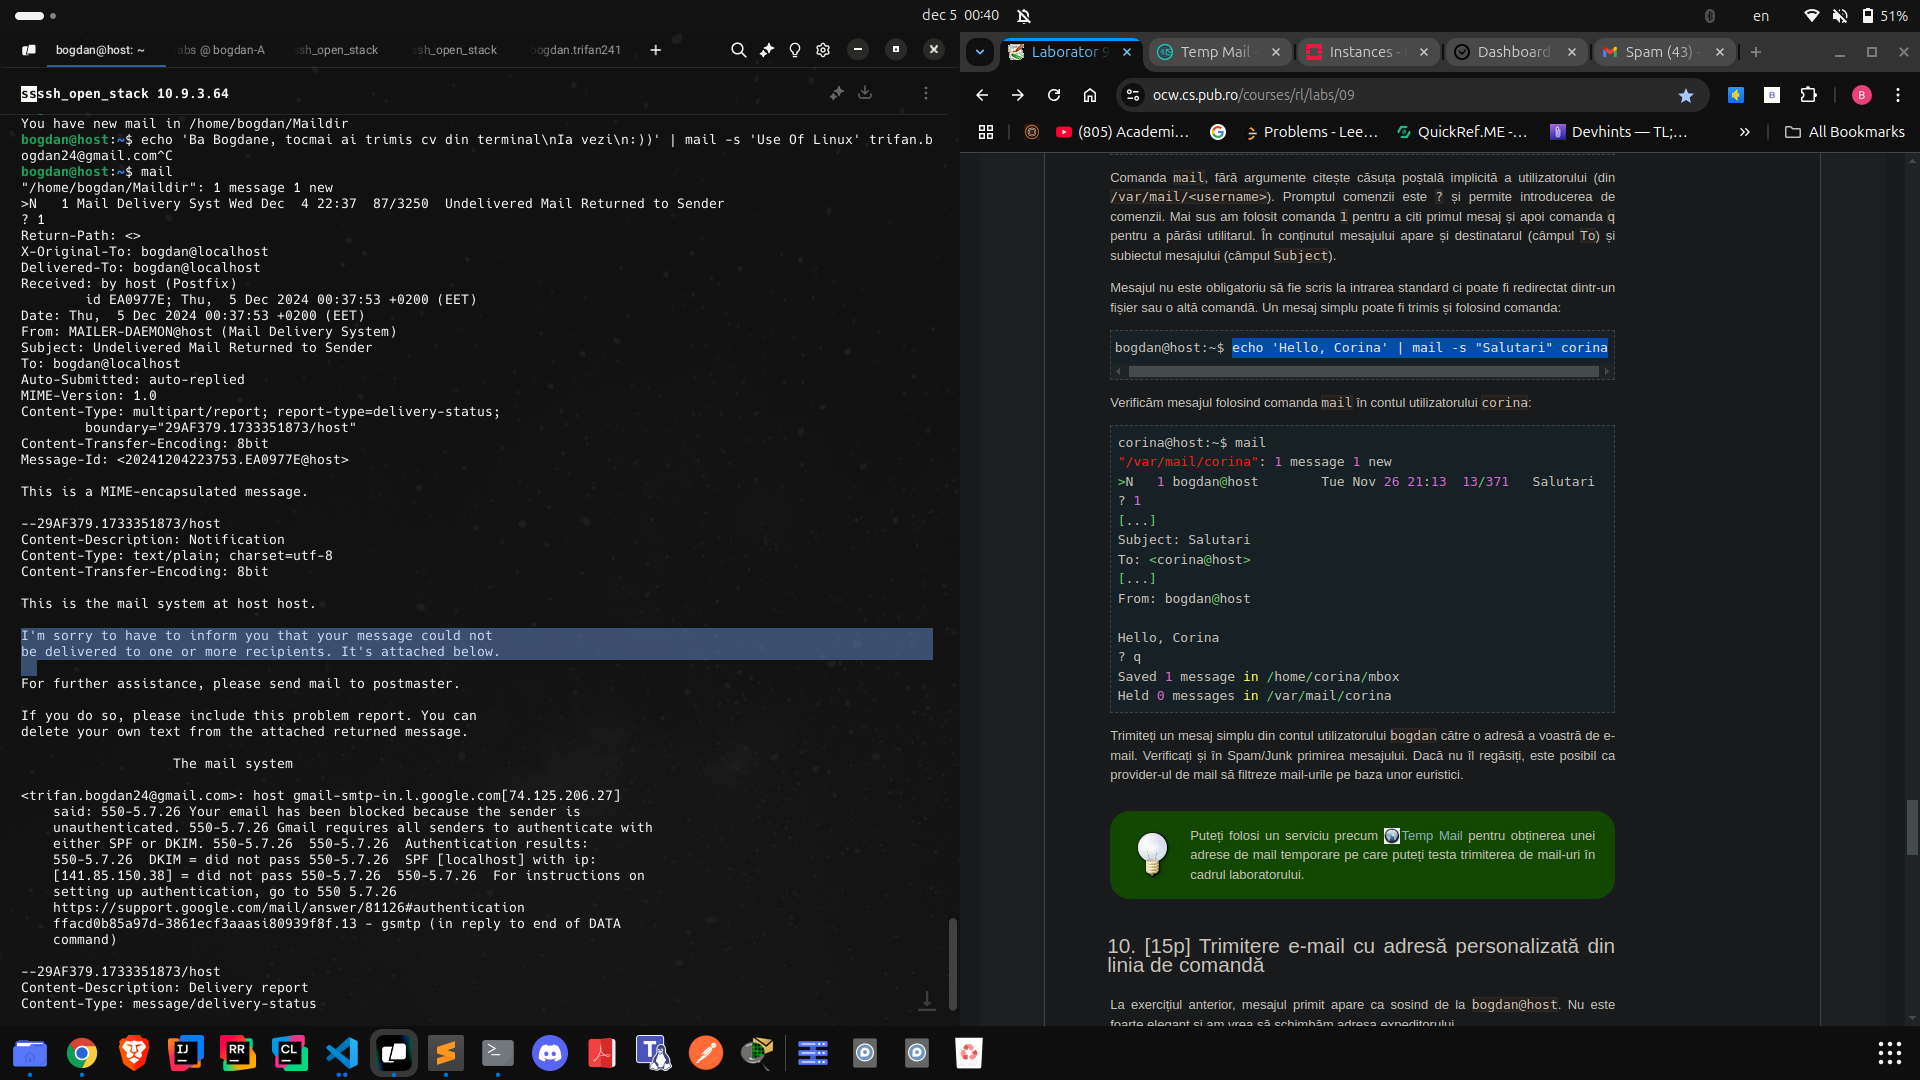 dec 5 00:40
en
51%
bogdan@host: ~
abs @ bogdan-A
sh_open_stack
sh_open_stack
bogdan.trifan241
ssssh_open_stack 10.9.3.64
You have new mail in /home/bogdan/Maildir
bogdan@host:~$ echo 'Ba Bogdane, tocmai ai trimis cv din terminal\nIa vezi\n:))' | mail -s 'Use Of Linux' trifan.b
ogdan24@gmail.com^C
bogdan@host:~$ mail
"/home/bogdan/Maildir": 1 message 1 new
>N   1 Mail Delivery Syst Wed Dec  4 22:37  87/3250  Undelivered Mail Returned to Sender
? 1
Return-Path: <>
X-Original-To: bogdan@localhost
Delivered-To: bogdan@localhost
Received: by host (Postfix)
        id EA0977E; Thu,  5 Dec 2024 00:37:53 +0200 (EET)
Date: Thu,  5 Dec 2024 00:37:53 +0200 (EET)
From: MAILER-DAEMON@host (Mail Delivery System)
Subject: Undelivered Mail Returned to Sender
To: bogdan@localhost
Auto-Submitted: auto-replied
MIME-Version: 1.0
Content-Type: multipart/report; report-type=delivery-status;
        boundary="29AF379.1733351873/host"
Content-Transfer-Encoding: 8bit
Message-Id: <20241204223753.EA0977E@host>
This is a MIME-encapsulated message.
--29AF379.1733351873/host
Content-Description: Notification
Content-Type: text/plain; charset=utf-8
Content-Transfer-Encoding: 8bit
This is the mail system at host host.
I'm sorry to have to inform you that your message could not
be delivered to one or more recipients. It's attached below.
For further assistance, please send mail to postmaster.
If you do so, please include this problem report. You can
delete your own text from the attached returned message.
                   The mail system
<trifan.bogdan24@gmail.com>: host gmail-smtp-in.l.google.com[74.125.206.27]
    said: 550-5.7.26 Your email has been blocked because the sender is
    unauthenticated. 550-5.7.26 Gmail requires all senders to authenticate with
    either SPF or DKIM. 550-5.7.26  550-5.7.26  Authentication results:
    550-5.7.26  DKIM = did not pass 550-5.7.26  SPF [localhost] with ip:
    [141.85.150.38] = did not pass 550-5.7.26  550-5.7.26  For instructions on
    setting up authentication, go to 550 5.7.26
    https://support.google.com/mail/answer/81126#authentication
    ffacd0b85a97d-3861ecf3aaasi80939f8f.13 - gsmtp (in reply to end of DATA
    command)
--29AF379.1733351873/host
Content-Description: Delivery report
Content-Type: message/delivery-status
Laborator 9
Temp Mail -
Instances -
Dashboard
Spam (43) -
ocw.cs.pub.ro/courses/rl/labs/09
B
(805) Academi...
Problems - Lee...
QuickRef.ME -...
Devhints — TL;...
All Bookmarks
Comanda mail, fără argumente citește căsuța poștală implicită a utilizatorului (din
/var/mail/<username>). Promptul comenzii este ? și permite introducerea de
comenzii. Mai sus am folosit comanda 1 pentru a citi primul mesaj și apoi comanda q
pentru a părăsi utilitarul. În conținutul mesajului apare și destinatarul (câmpul To) și
subiectul mesajului (câmpul Subject).
Mesajul nu este obligatoriu să fie scris la intrarea standard ci poate fi redirectat dintr-un
fișier sau o altă comandă. Un mesaj simplu poate fi trimis și folosind comanda:
bogdan@host:~$ echo 'Hello, Corina' | mail -s "Salutari" corina
Verificăm mesajul folosind comanda mail în contul utilizatorului corina:
corina@host:~$ mail
"/var/mail/corina": 1 message 1 new
>N   1 bogdan@host        Tue Nov 26 21:13  13/371   Salutari
? 1
[...]
Subject: Salutari
To: <corina@host>
[...]
From: bogdan@host
Hello, Corina
? q
Saved 1 message in /home/corina/mbox
Held 0 messages in /var/mail/corina
Trimiteți un mesaj simplu din contul utilizatorului bogdan către o adresă a voastră de e-
mail. Verificați și în Spam/Junk primirea mesajului. Dacă nu îl regăsiți, este posibil ca
provider-ul de mail să filtreze mail-urile pe baza unor euristici.
Puteți folosi un serviciu precum Temp Mail pentru obținerea unei
adrese de mail temporare pe care puteți testa trimiterea de mail-uri în
cadrul laboratorului.
10. [15p] Trimitere e-mail cu adresă personalizată din
linia de comandă
La exercițiul anterior, mesajul primit apare ca sosind de la bogdan@host. Nu este
foarte elegant și am vrea să schimbăm adresa expeditorului.